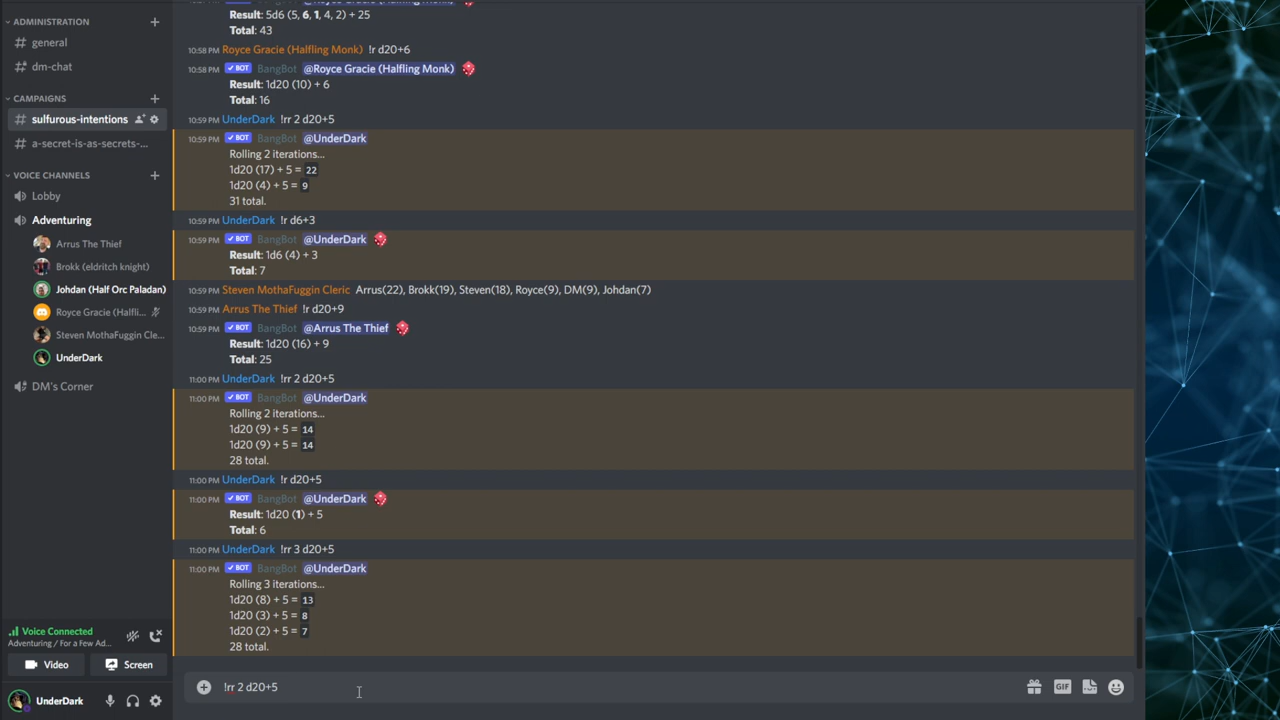 ADMINISTRATION
general
dm-chat
CAMPAIGNS
sulfurous-intentions
a-secret-is-as-secrets-...
VOICE CHANNELS
Lobby
Adventuring
Arrus The Thief
Brokk (eldritch knight)
Johdan (Half Orc Paladan)
Royce Gracie (Halfli...
Steven MothaFuggin Cle...
UnderDark
DM's Corner
Voice Connected
Adventuring / For a Few Ad...
Video
Screen
UnderDark
Result: 5d6 (5, 6, 1, 4, 2) + 25
Total: 43
10:58 PM Royce Gracie (Halfling Monk) !r d20+6
10:58 PM BOT BangBot @Royce Gracie (Halfling Monk)
Result: 1d20 (10) + 6
Total: 16
10:59 PM UnderDark !rr 2 d20+5
10:59 PM BOT BangBot @UnderDark
Rolling 2 iterations...
1d20 (17) + 5 = 22
1d20 (4) + 5 = 9
31 total.
10:59 PM UnderDark !r d6+3
10:59 PM BOT BangBot @UnderDark
Result: 1d6 (4) + 3
Total: 7
10:59 PM Steven MothaFuggin Cleric Arrus(22), Brokk(19), Steven(18), Royce(9), DM(9), Johdan(7)
10:59 PM Arrus The Thief !r d20+9
10:59 PM BOT BangBot @Arrus The Thief
Result: 1d20 (16) + 9
Total: 25
11:00 PM UnderDark !rr 2 d20+5
11:00 PM BOT BangBot @UnderDark
Rolling 2 iterations...
1d20 (9) + 5 = 14
1d20 (9) + 5 = 14
28 total.
11:00 PM UnderDark !r d20+5
11:00 PM BOT BangBot @UnderDark
Result: 1d20 (1) + 5
Total: 6
11:00 PM UnderDark !rr 3 d20+5
11:00 PM BOT BangBot @UnderDark
Rolling 3 iterations...
1d20 (8) + 5 = 13
1d20 (3) + 5 = 8
1d20 (2) + 5 = 7
28 total.
!rr 2 d20+5
GIF